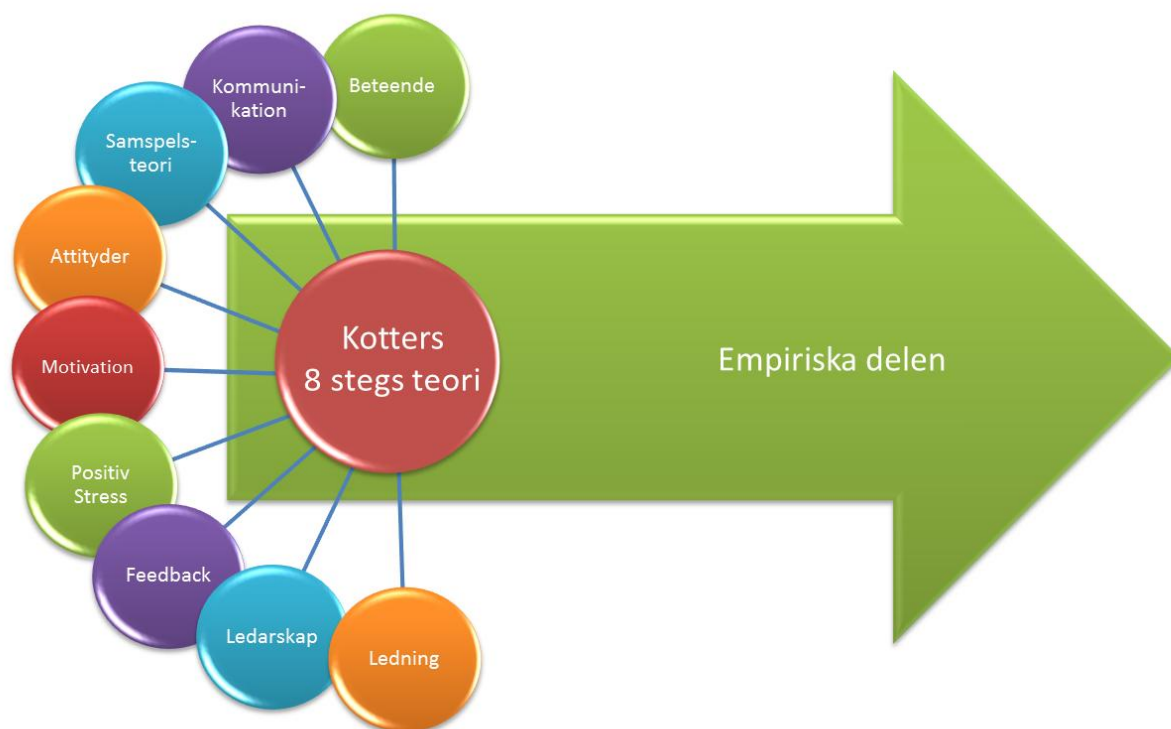 Beteende
Kommuni-
kation
Samspels-
teori
Attityder
Motivation
Positiv
Stress
Feedback
Ledarskap
Ledning
Kotters
8 stegs teori
Empiriska delen